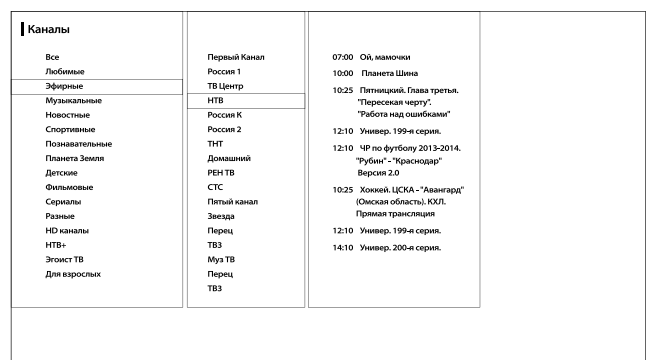 Каналы
Все
Любимые
Эфирные
Музыкальные
Новостные
Спортивные
Познавательные
Планета Земля
Детские
Фильмовые
Сериалы
Разные
HD каналы
НТВ+
Эгоист ТВ
Для взрослых
Первый Канал
Россия 1
ТВ Центр
НТВ
Россия К
Россия 2
ТНТ
Домашний
РЕН ТВ
СТС
Пятый канал
Звезда
Перец
ТВ3
Муз ТВ
Перец
ТВ3
07:00 Ой, мамочки
10:00 Планета Шина
10:25 Пятницкий. Глава третья.
"Пересекая черту".
"Работа над ошибками"
12:10 Универ. 199-я серия.
12:10 ЧР по футболу 2013-2014.
"Рубин" - "Краснодар"
Версия 2.0
10:25 Хоккей. ЦСКА - "Авангард"
(Омская область). КХЛ.
Прямая трансляция
12:10 Универ. 199-я серия.
14:10 Универ. 200-я серия.